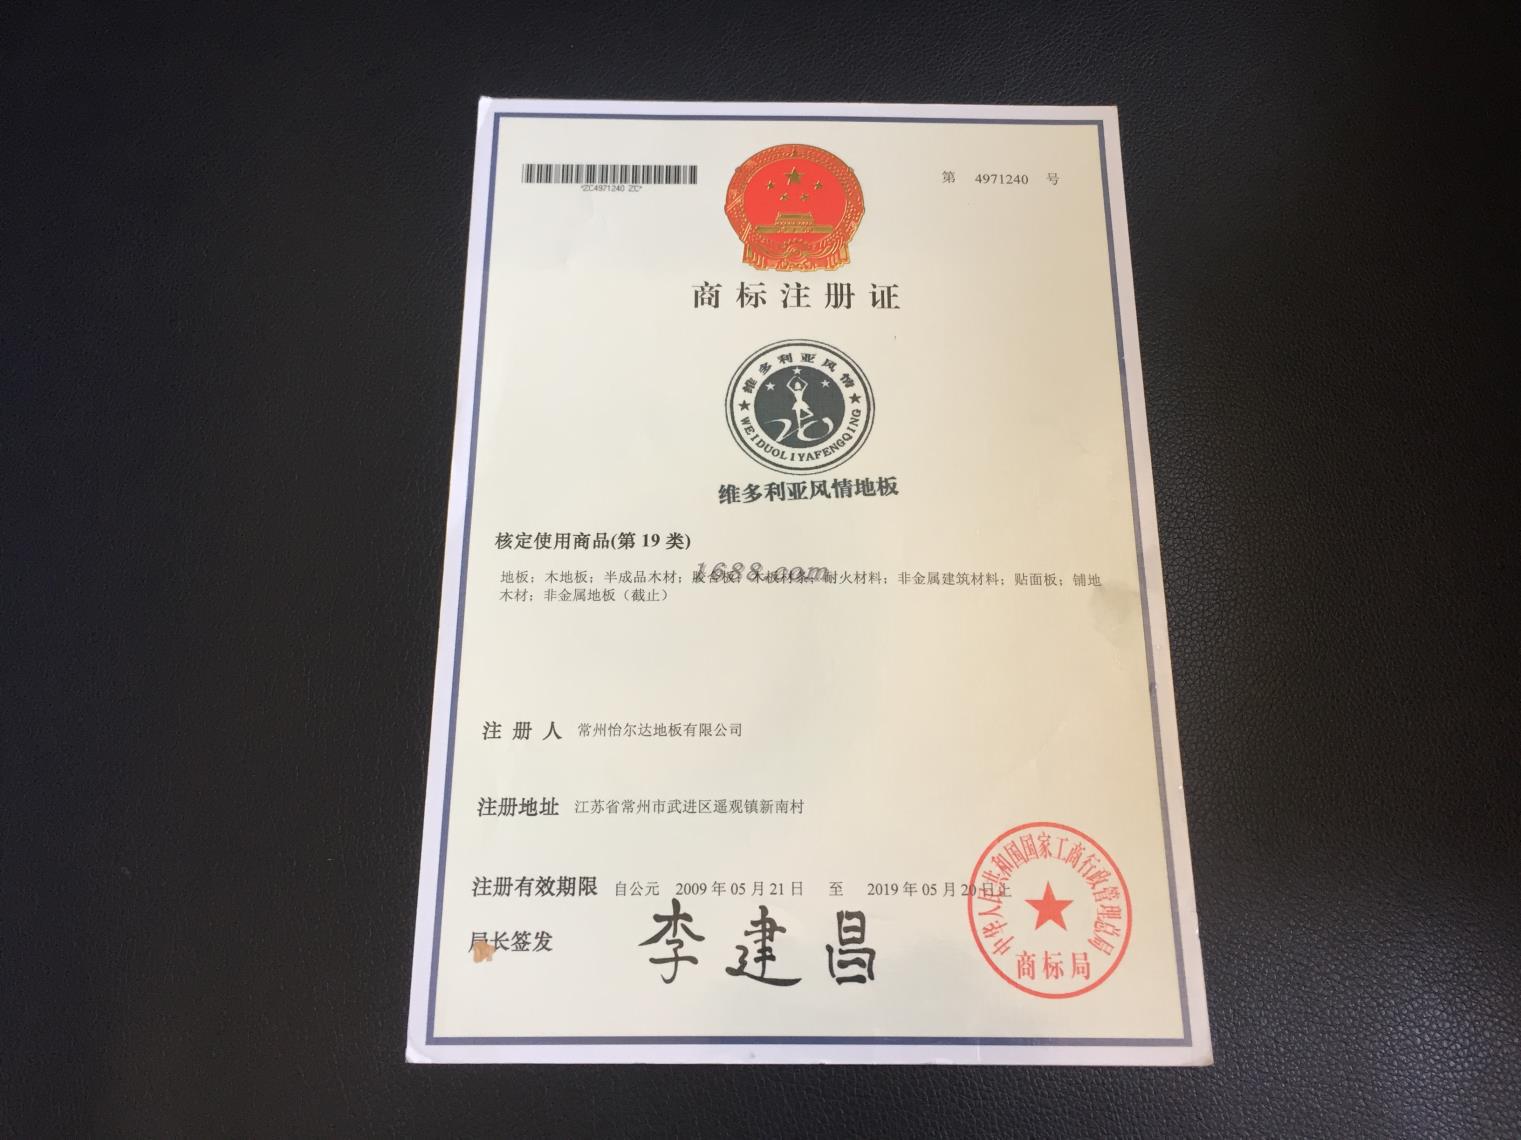 *ZC4971240 ZC*
第 4971240 号
商标注册证
维多利亚风情
WEIDUOLIYAFENGQING
维多利亚风情地板
核定使用商品(第 19 类)
地板；木地板；半成品木材；胶合板；木板材条；耐火材料；非金属建筑材料；贴面板；铺地
木材；非金属地板（截止）
1688.com
注 册 人 常州怡尔达地板有限公司
注册地址 江苏省常州市武进区遥观镇新南村
注册有效期限 自公元 2009 年 05 月 21 日 至 2019 年 05 月 20 日止
局长签发 李建昌
中华人民共和国国家工商行政管理总局
商标局